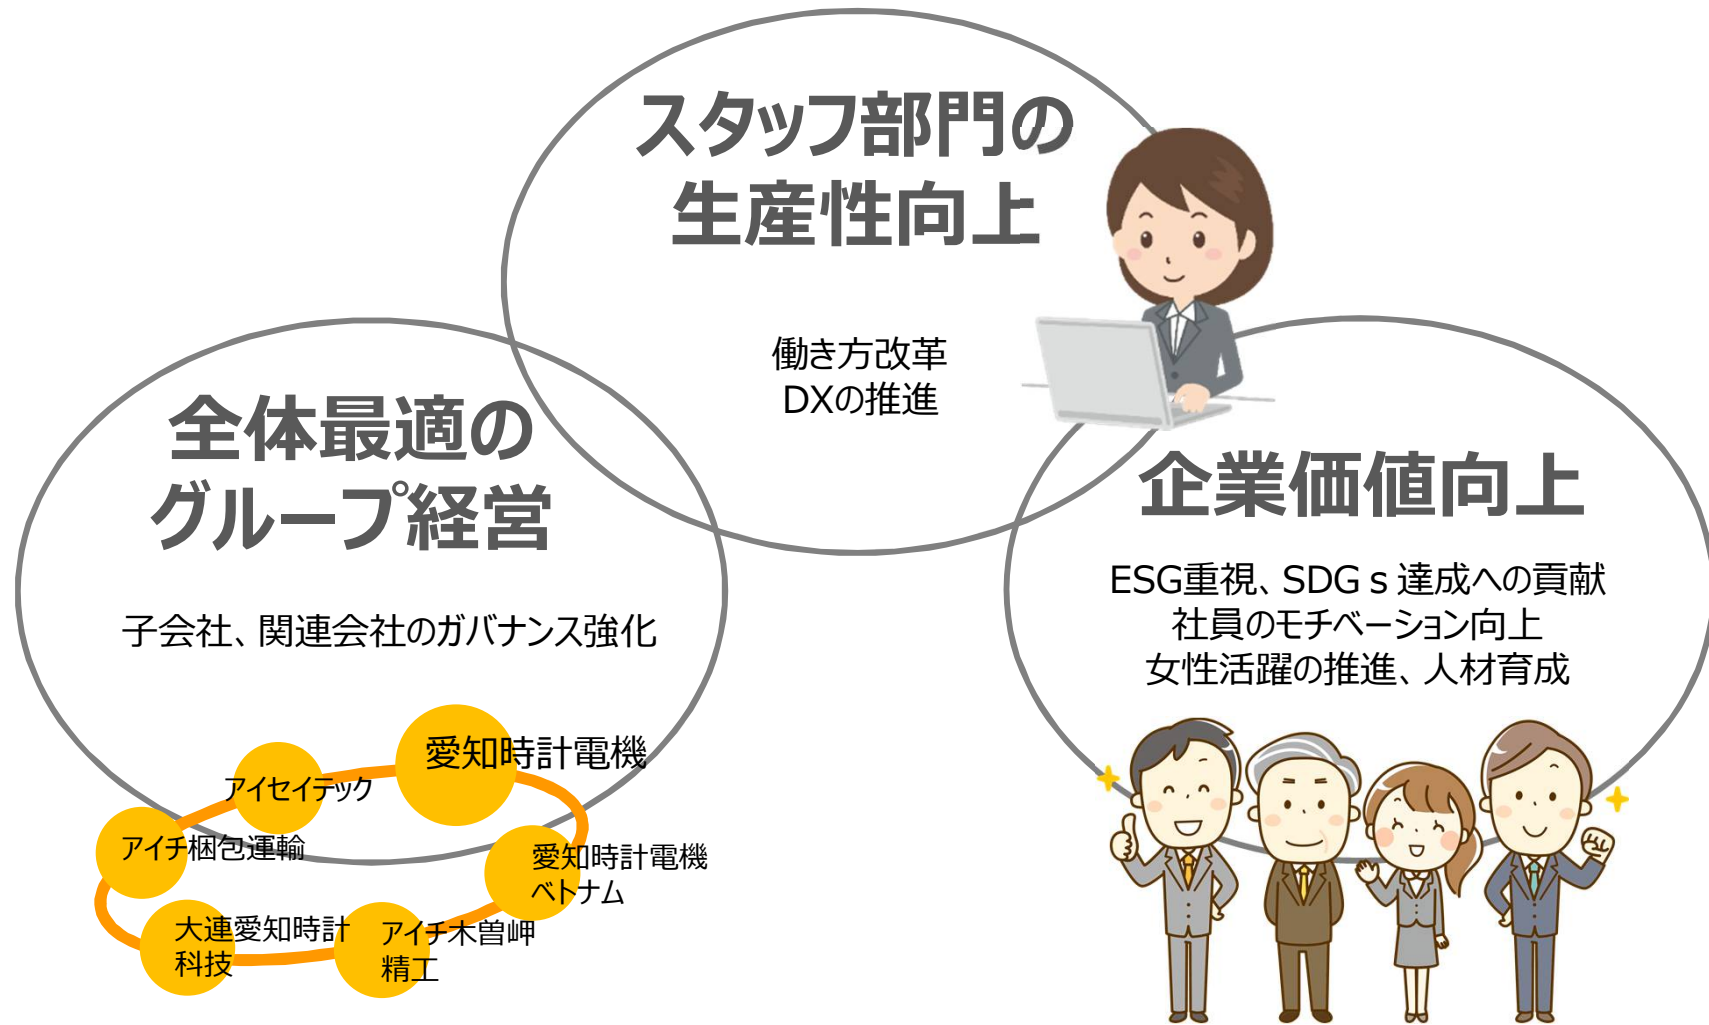 スタッフ部門の
生産性向上
働き方改革
DXの推進
全体最適の
グループ経営
子会社、関連会社のガバナンス強化
愛知時計電機
アイセイテック
アイチ梱包運輸
愛知時計電機
ベトナム
大連愛知時計
科技
アイチ木曽岬
精工
企業価値向上
ESG重視、SDGｓ達成への貢献
社員のモチベーション向上
女性活躍の推進、人材育成